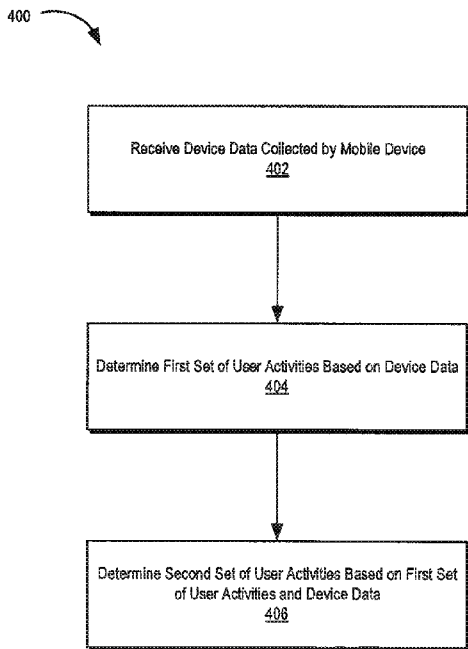 400
Receive Device Data Collected by Mobile Device
402
Determine First Set of User Activities Based on Device Data
404
Determine Second Set of User Activities Based on First Set
of User Activities and Device Data
406